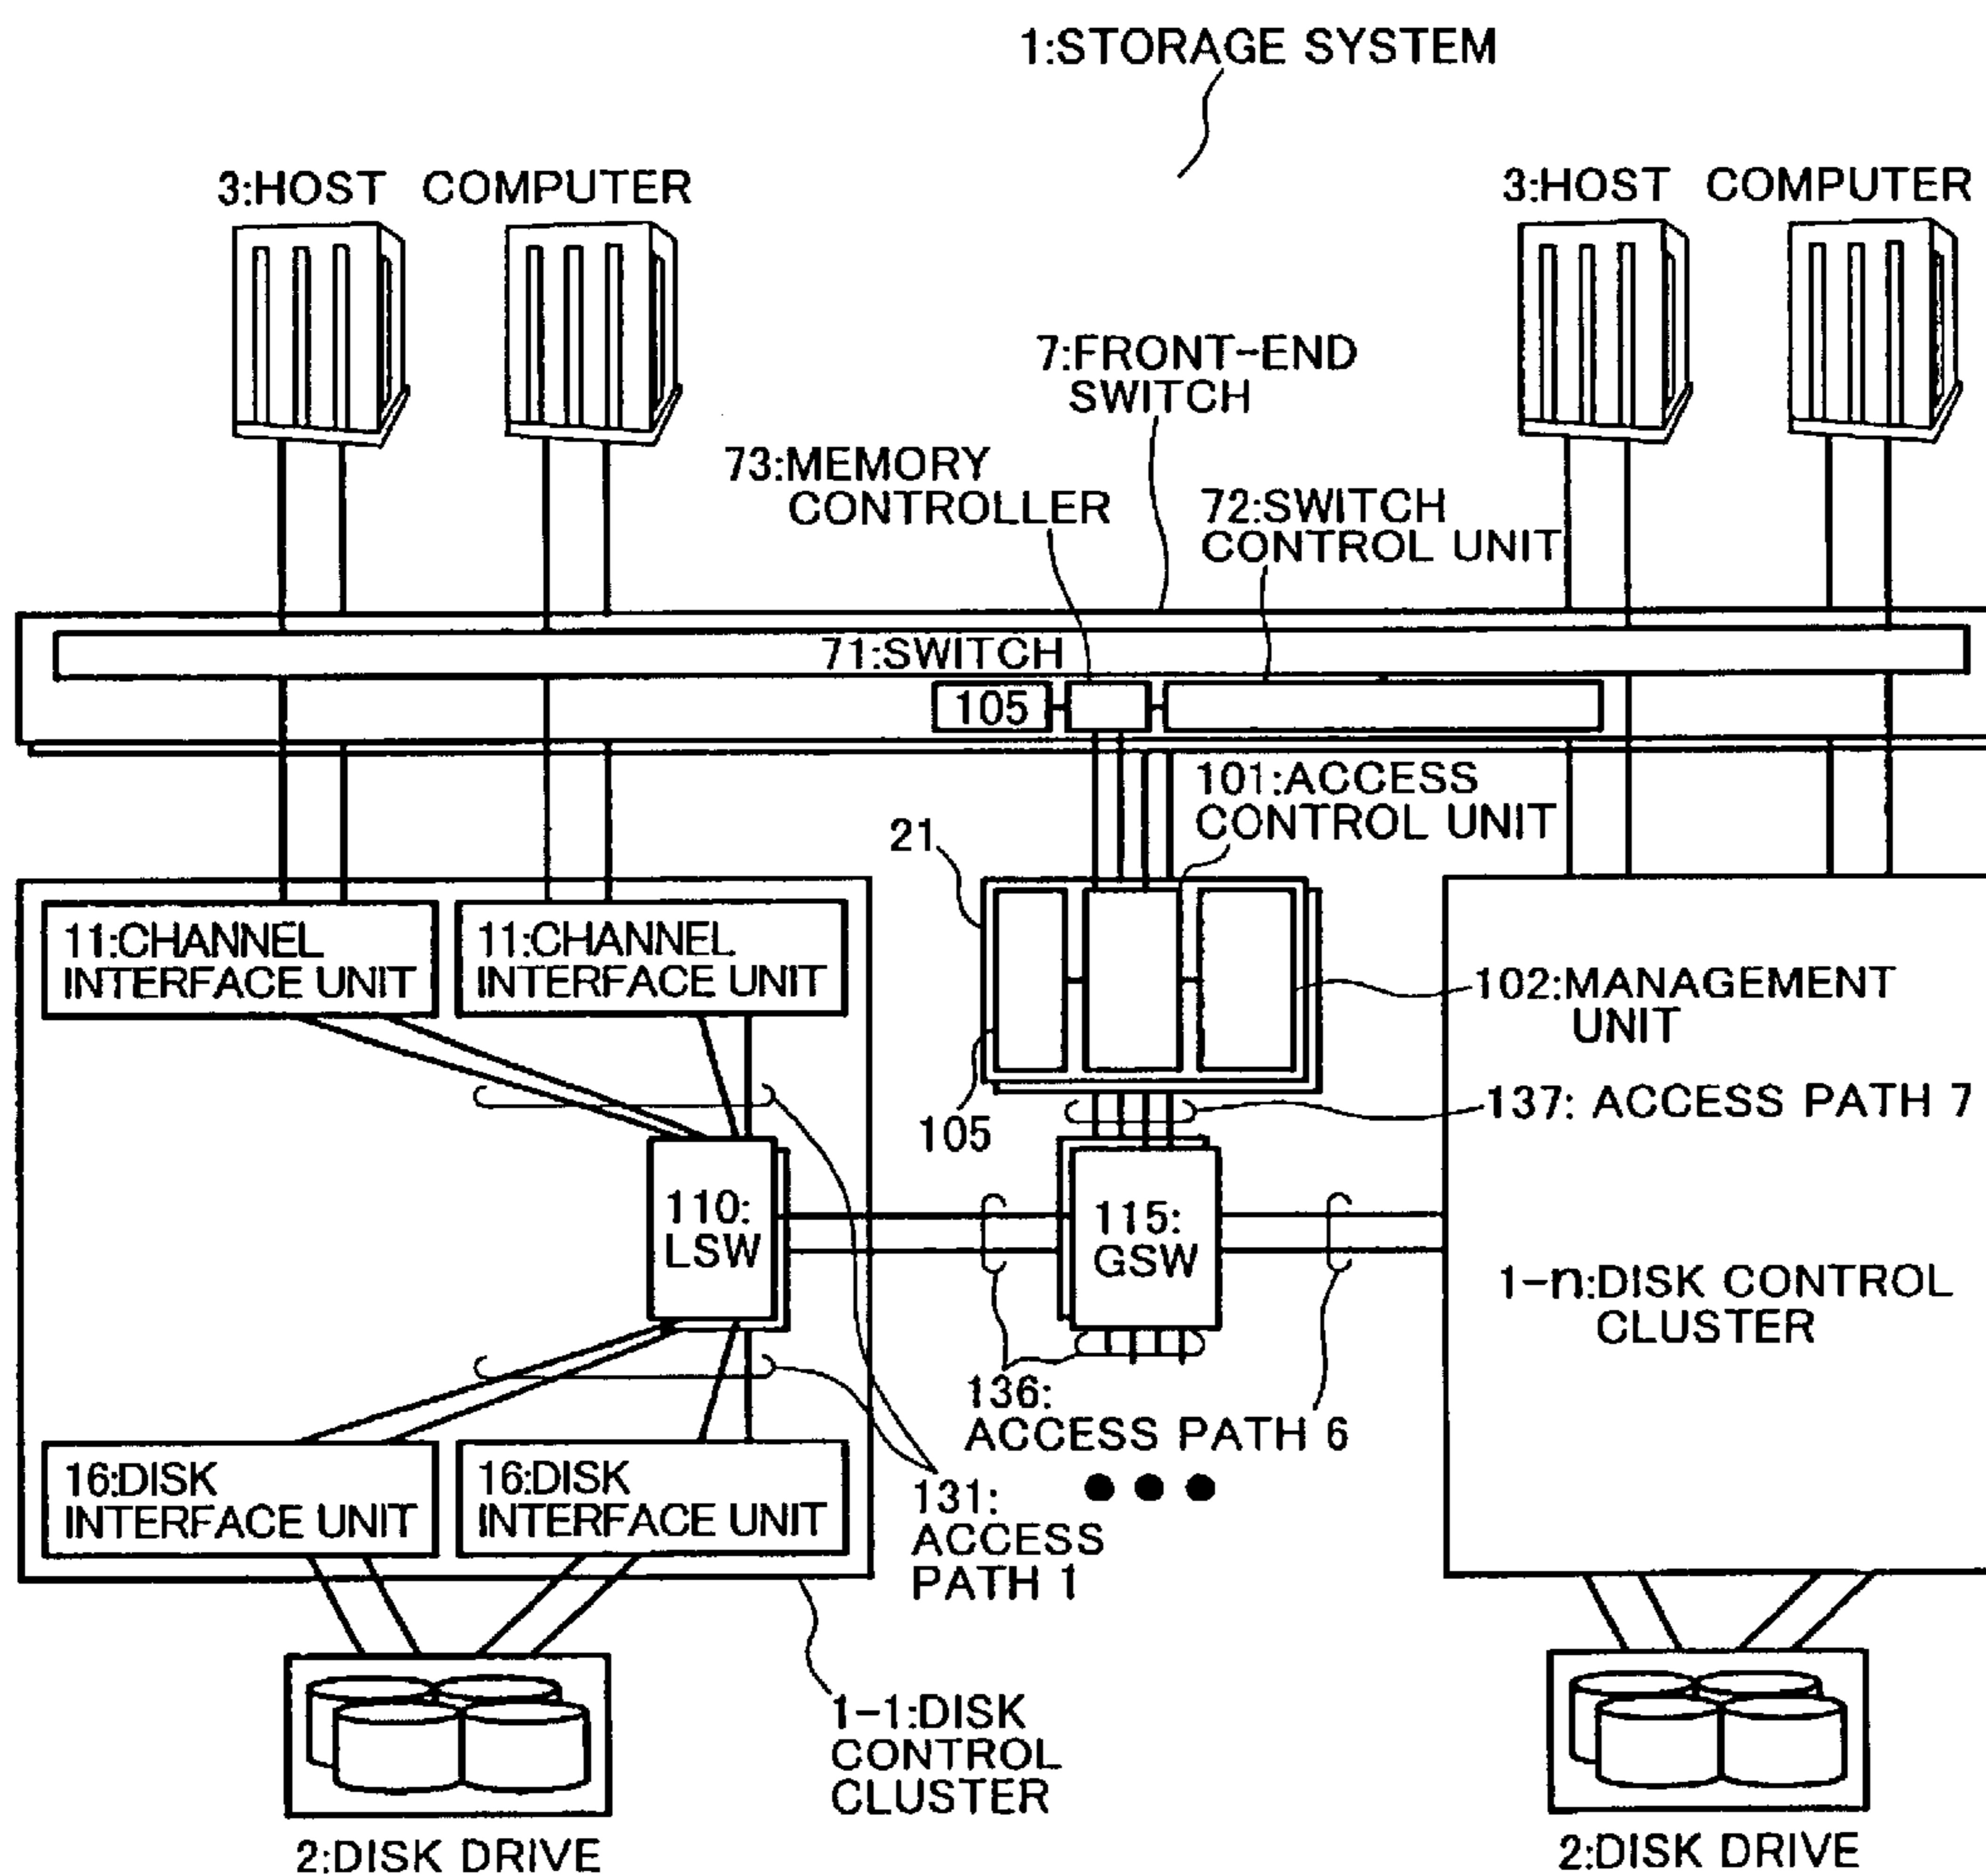 1:STORAGE SYSTEM
3:HOST COMPUTER
3:HOST COMPUTER
7:FRONT-END
SWITCH
73:MEMORY
CONTROLLER
72:SWITCH
CONTROL UNIT
71:SWITCH
105
101:ACCESS
CONTROL UNIT
21
11:CHANNEL
INTERFACE UNIT
11:CHANNEL
INTERFACE UNIT
102:MANAGEMENT
UNIT
105
137: ACCESS PATH 7
110:
LSW
115:
GSW
1-n:DISK CONTROL
CLUSTER
136:
ACCESS PATH 6
16:DISK
INTERFACE UNIT
16:DISK
INTERFACE UNIT
131:
ACCESS
PATH 1
1-1:DISK
CONTROL
CLUSTER
2:DISK DRIVE
2:DISK DRIVE